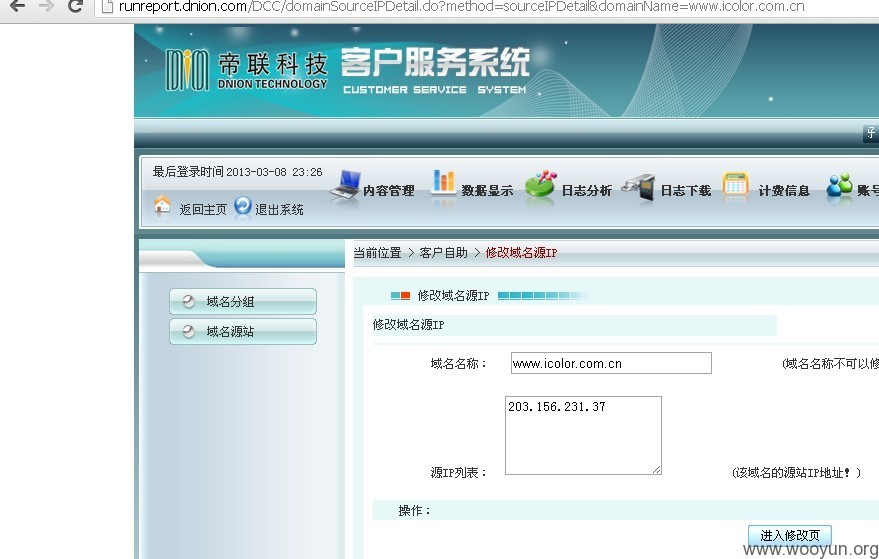 runreport.dnion.com/DCC/domainSourceIPDetail.do?method=sourceIPDetail&domainName=www.icolor.com.cn
DNION 帝联科技 客户服务系统
DNION TECHNOLOGY CUSTOMER SERVICE SYSTEM
最后登录时间 2013-03-08 23:26
返回主页 退出系统
内容管理 数据显示 日志分析 日志下载 计费信息 账号
当前位置 > 客户自助 > 修改域名源IP
域名分组
域名源站
修改域名源IP
修改域名源IP
域名名称： www.icolor.com.cn (域名名称不可以修
203.156.231.37
源IP列表： (该域名的源站IP地址！)
操作：
进入修改页
www.wooyun.org